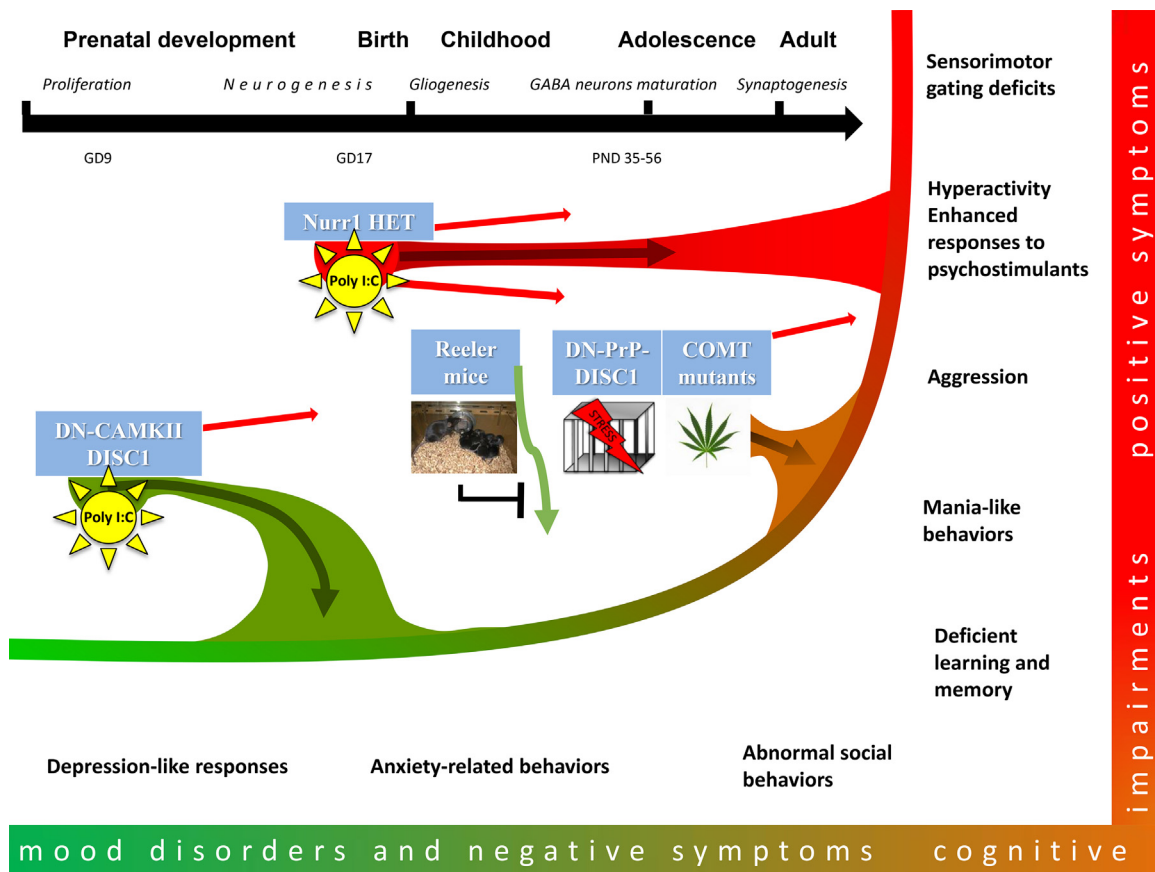 Prenatal development Birth Childhood Adolescence Adult
Proliferation Neurogenesis Gliogenesis GABA neurons maturation Synaptogenesis
GD9 GD17 PND 35-56
Sensorimotor
gating deficits
Nurr1 HET
Poly I:C
Hyperactivity
Enhanced
responses to
psychostimulants
Reeler
mice
DN-PrP-
DISC1
COMT
mutants
STRESS
Aggression
DN-CAMKII
DISC1
Poly I:C
Mania-like
behaviors
Deficient
learning and
memory
Depression-like responses
Anxiety-related behaviors
Abnormal social
behaviors
mood disorders and negative symptoms cognitive
impairments positive symptoms